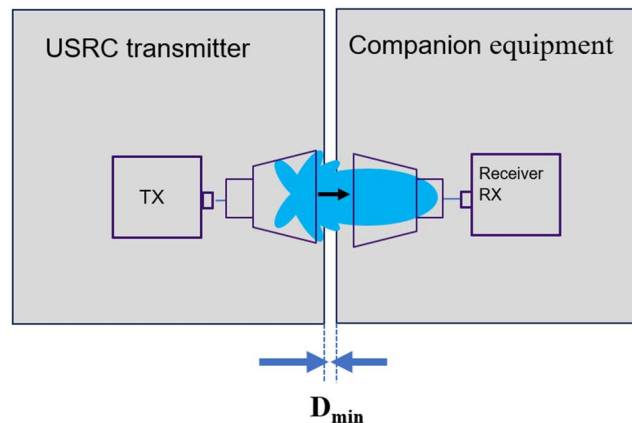 USRC transmitter
Companion equipment
TX
Receiver
RX
Dmin